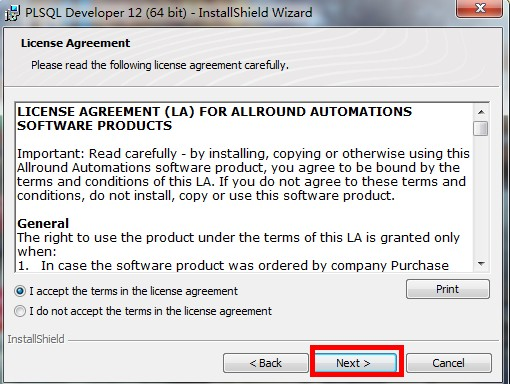 PLSQL Developer 12 (64 bit) - InstallShield Wizard
License Agreement
Please read the following license agreement carefully.
LICENSE AGREEMENT (LA) FOR ALLROUND AUTOMATIONS
SOFTWARE PRODUCTS
Important: Read carefully - by installing, copying or otherwise using this
Allround Automations software product, you agree to be bound by the
terms and conditions of this LA. If you do not agree to these terms and
conditions, do not install, copy or use this software product.
General
The right to use the product under the terms of this LA is granted only
when:
1. In case the software product was ordered by company Purchase
I accept the terms in the license agreement
Print
I do not accept the terms in the license agreement
InstallShield
< Back
Next >
Cancel